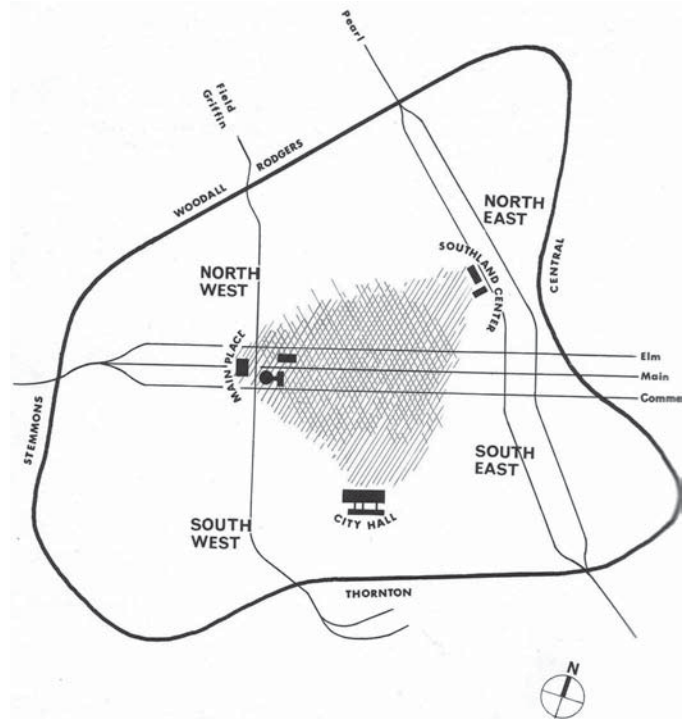 Pearl
Field
Griffin
WOODALL RODGERS
NORTH
EAST
SOUTHLAND CENTER
CENTRAL
NORTH
WEST
MAIN PLACE
Elm
Main
Comme
STEMMONS
SOUTH
EAST
CITY HALL
SOUTH
WEST
THORNTON
N